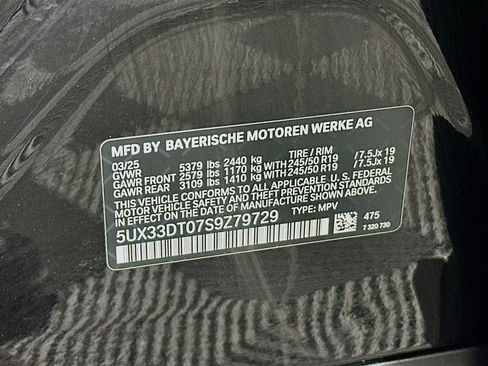 MFD BY BAYERISCHE MOTOREN WERKE AG
03/25 TIRE / RIM
GVWR 5379 lbs 2440 kg
GAWR FRONT 2579 lbs 1170 kg WITH 245/50 R19 / 7.5Jx 19
GAWR REAR 3109 lbs 1410 kg WITH 245/50 R19 / 7.5Jx 19
THIS VEHICLE CONFORMS TO ALL APPLICABLE U.S. FEDERAL
MOTOR VEHICLE SAFETY AND THEFT PREVENTION STANDARDS IN
EFFECT ON THE DATE OF MANUFACTURE SHOWN ABOVE.
5UX33DT07S9Z79729 TYPE: MPV
475
7 320 730